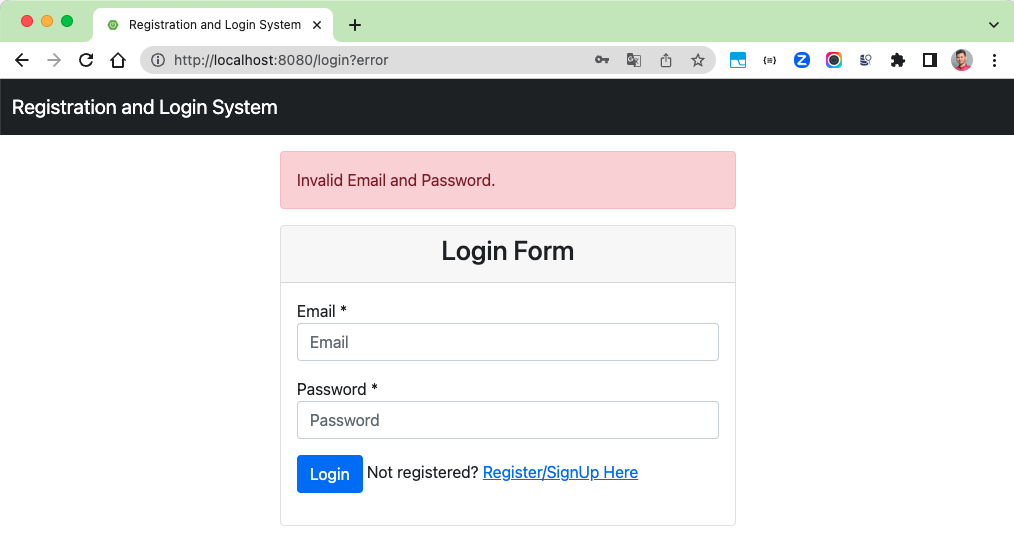 Registration and Login System
http://localhost:8080/login?error
Registration and Login System
Invalid Email and Password.
Login Form
Email *
Email
Password *
Password
Login Not registered? Register/SignUp Here